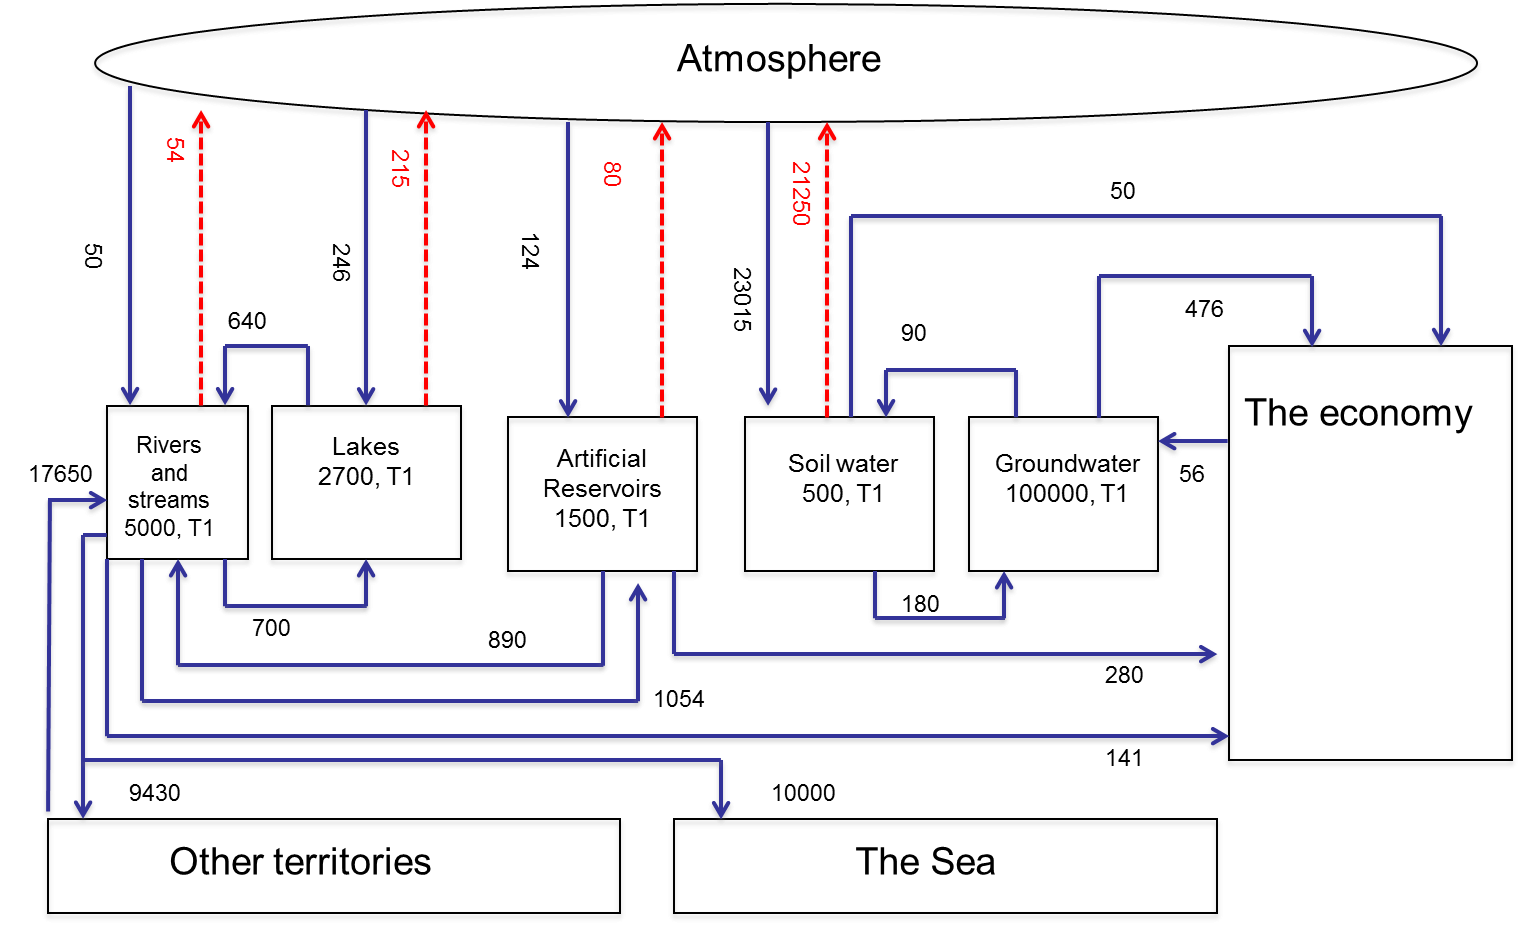 Atmosphere
54
215
80
21250
50
50
246
124
23015
640
90
476
The economy
Rivers
and
streams
5000, T1
Lakes
2700, T1
Artificial
Reservoirs
1500, T1
Soil water
500, T1
Groundwater
100000, T1
17650
56
700
890
180
1054
280
141
9430
10000
Other territories
The Sea